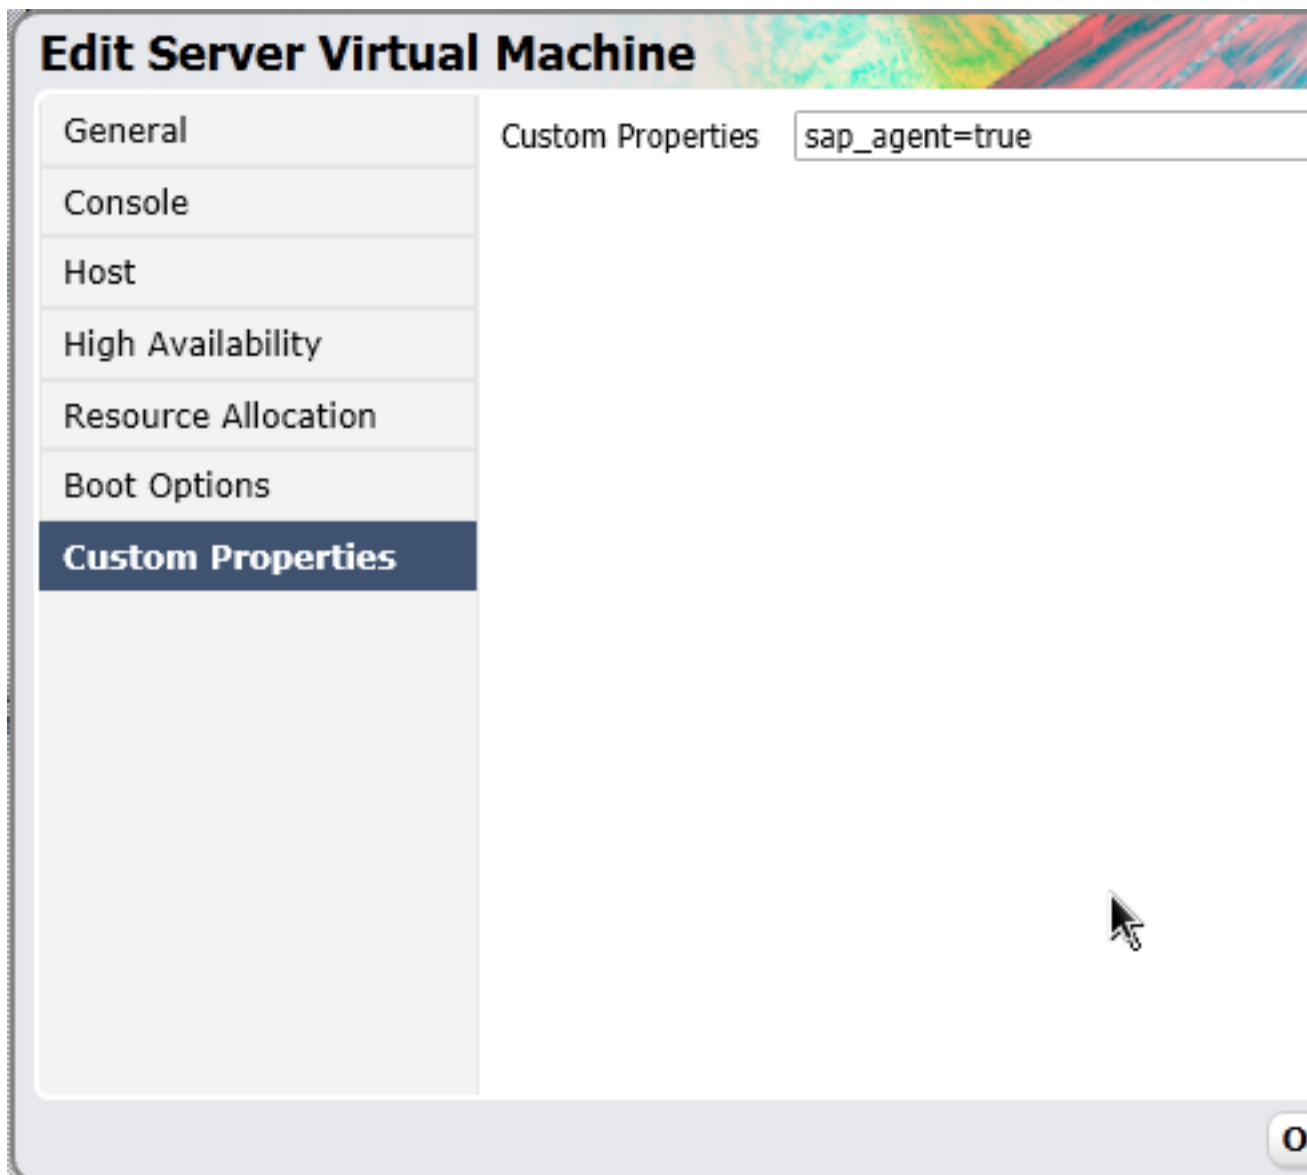 Edit Server Virtual Machine
General
Console
Host
High Availability
Resource Allocation
Boot Options
Custom Properties
Custom Properties sap_agent=true